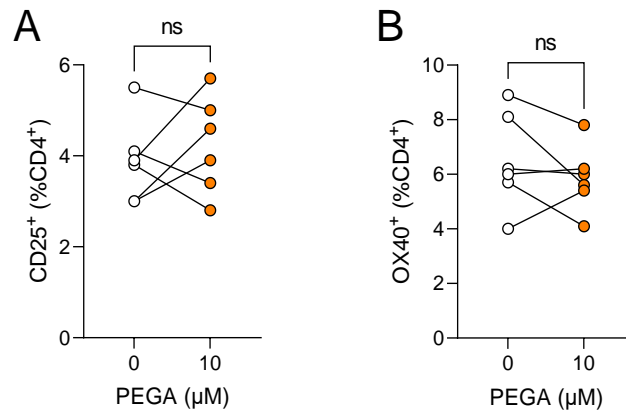 A
ns
6
4
2
0
CD25⁺ (%CD4⁺)
0 10
PEGA (µM)
B
ns
10
8
6
4
2
0
OX40⁺ (%CD4⁺)
0 10
PEGA (µM)